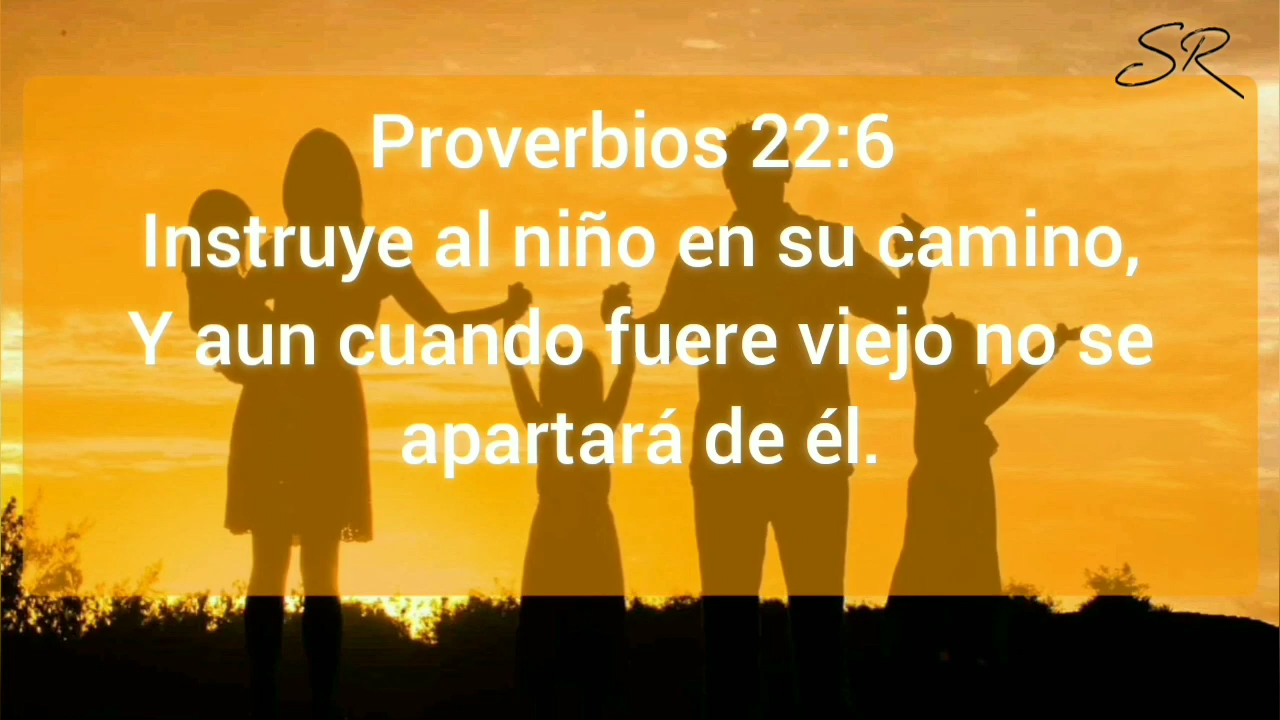 SR
Proverbios 22:6
Instruye al niño en su camino,
Y aun cuando fuere viejo no se
apartará de él.